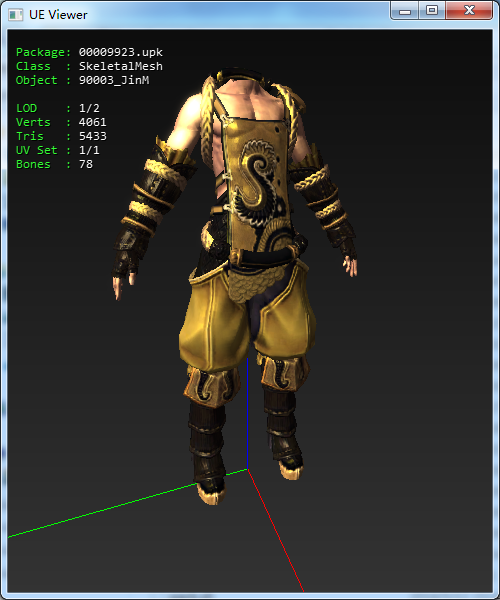 UE Viewer
Package: 00009923.upk
Class : SkeletalMesh
Object : 90003_JinM
LOD : 1/2
Verts : 4061
Tris : 5433
UV Set : 1/1
Bones : 78